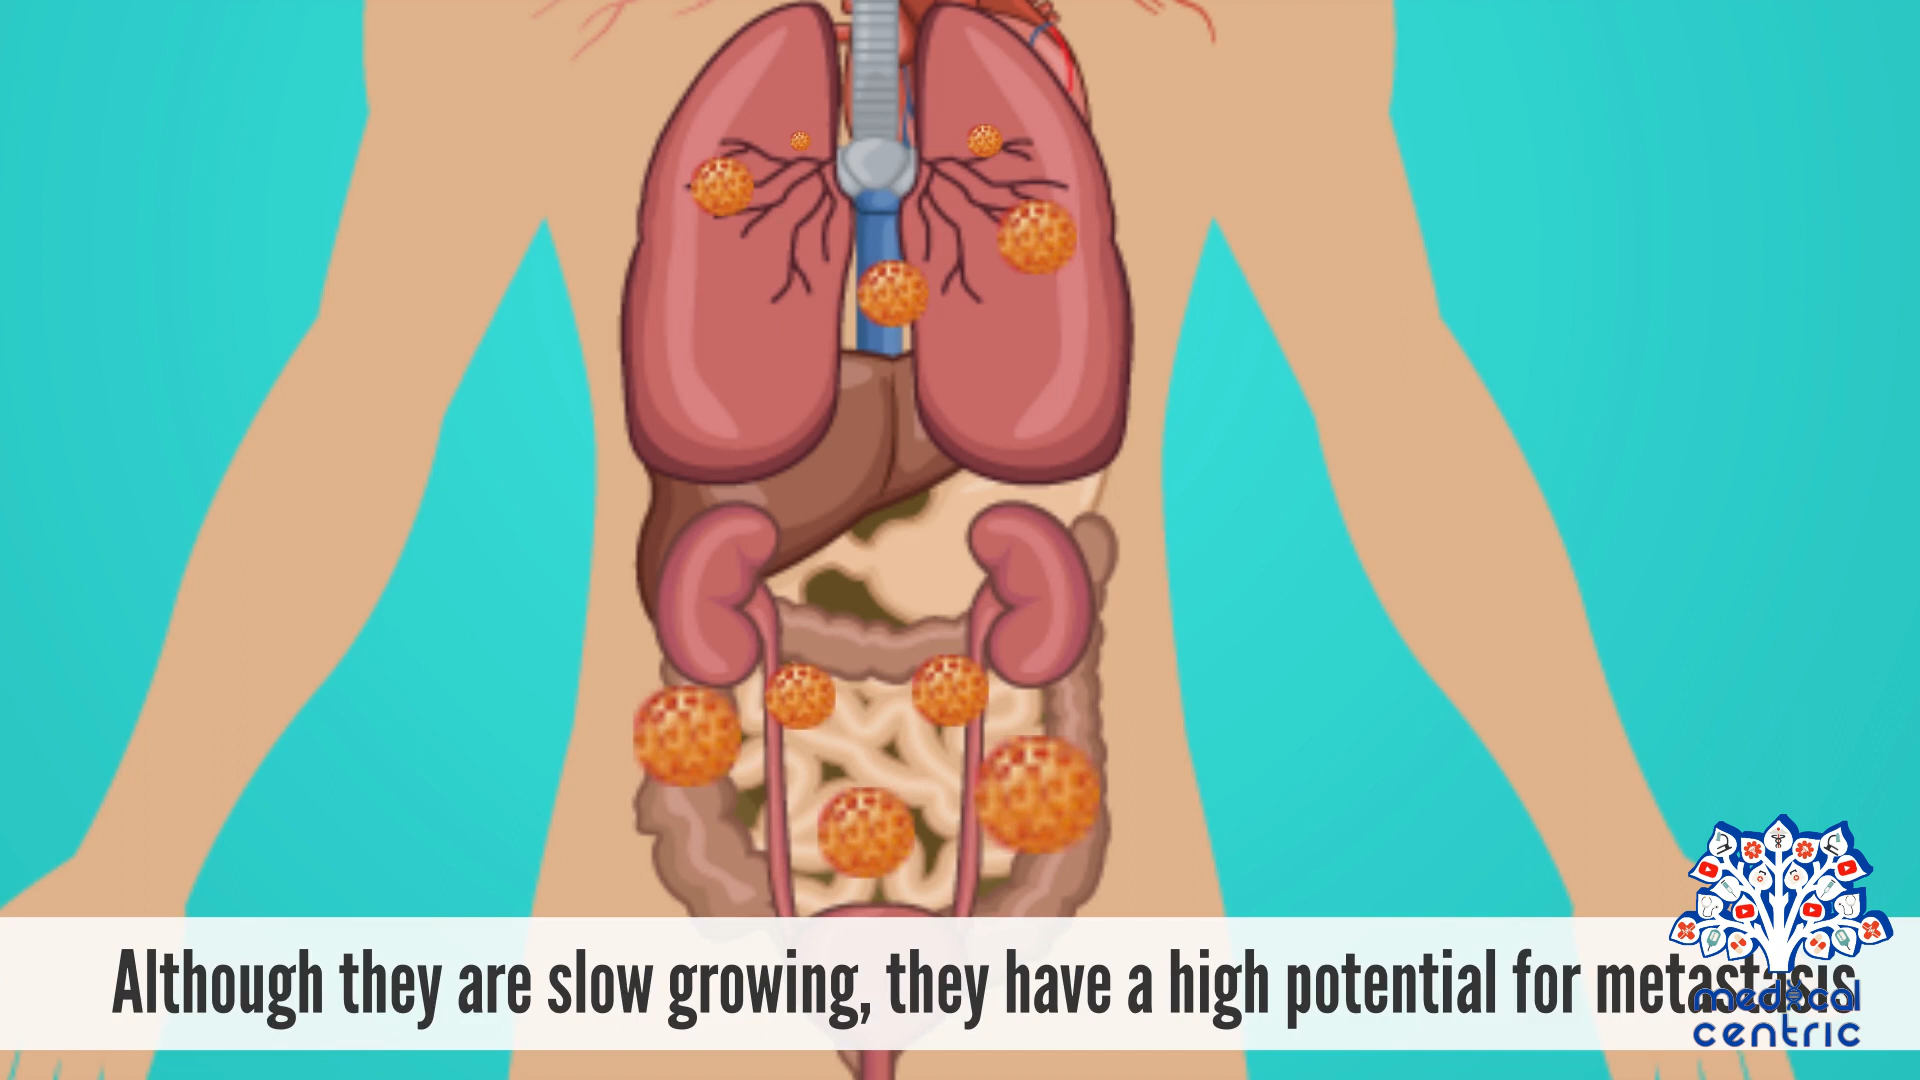 Although they are slow growing, they have a high potential for metastasis
medical
centric